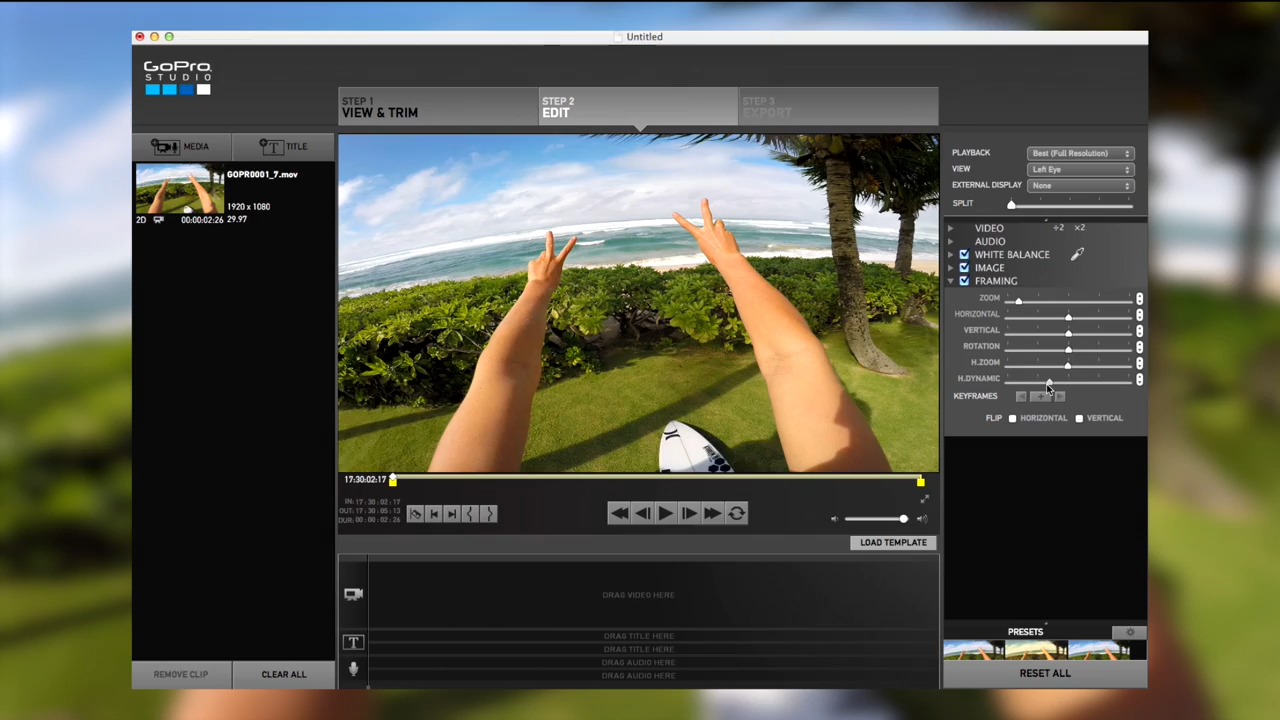 Untitled
GoPro
STUDIO
STEP 1
VIEW & TRIM
STEP 2
EDIT
STEP 3
EXPORT
MEDIA
T TITLE
GOPR0001_7.mov
1920 x 1080
2D 00:00:02:26 29.97
PLAYBACK Best (Full Resolution)
VIEW Left Eye
EXTERNAL DISPLAY None
SPLIT
VIDEO ÷2 ×2
AUDIO
WHITE BALANCE
IMAGE
FRAMING
ZOOM
HORIZONTAL
VERTICAL
ROTATION
H.ZOOM
H.DYNAMIC
KEYFRAMES
FLIP HORIZONTAL VERTICAL
17:30:02:17
IN: 17:30:02:17
OUT: 17:30:05:13
DUR: 00:00:02:26
LOAD TEMPLATE
DRAG VIDEO HERE
T
DRAG TITLE HERE
DRAG TITLE HERE
DRAG AUDIO HERE
DRAG AUDIO HERE
REMOVE CLIP
CLEAR ALL
PRESETS
RESET ALL